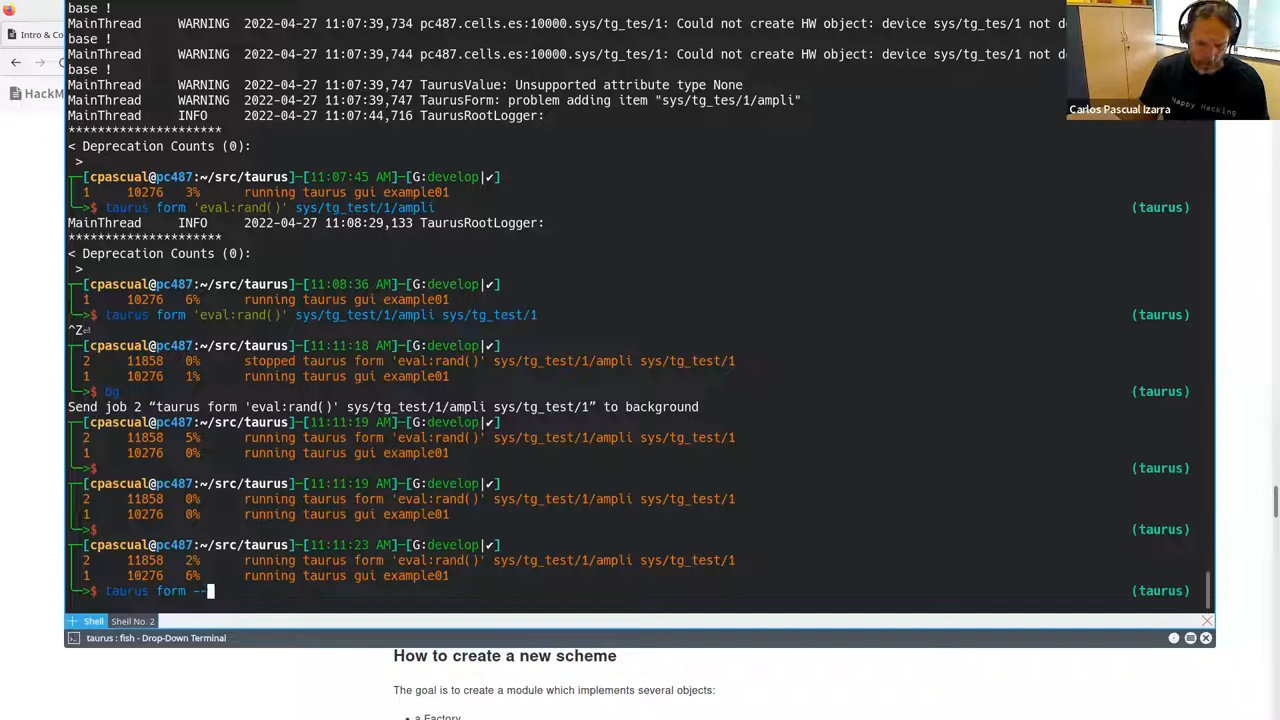 base !
MainThread WARNING 2022-04-27 11:07:39,734 pc487.cells.es:10000.sys/tg_tes/1: Could not create HW object: device sys/tg_tes/1 not de
base !
MainThread WARNING 2022-04-27 11:07:39,744 pc487.cells.es:10000.sys/tg_tes/1: Could not create HW object: device sys/tg_tes/1 not de
base !
MainThread WARNING 2022-04-27 11:07:39,747 TaurusValue: Unsupported attribute type None
MainThread WARNING 2022-04-27 11:07:39,747 TaurusForm: problem adding item "sys/tg_tes/1/ampli"
MainThread INFO 2022-04-27 11:07:44,716 TaurusRootLogger:
*********************
< Deprecation Counts (0):
>
[cpascual@pc487:~/src/taurus]─[11:07:45 AM]─[G:develop|✔]
1 10276 3% running taurus gui example01
>$ taurus form 'eval:rand()' sys/tg_test/1/ampli (taurus)
MainThread INFO 2022-04-27 11:08:29,133 TaurusRootLogger:
*********************
< Deprecation Counts (0):
>
[cpascual@pc487:~/src/taurus]─[11:08:36 AM]─[G:develop|✔]
1 10276 6% running taurus gui example01
>$ taurus form 'eval:rand()' sys/tg_test/1/ampli sys/tg_test/1 (taurus)
^Z⏎
[cpascual@pc487:~/src/taurus]─[11:11:18 AM]─[G:develop|✔]
2 11858 0% stopped taurus form 'eval:rand()' sys/tg_test/1/ampli sys/tg_test/1
1 10276 1% running taurus gui example01
>$ bg (taurus)
Send job 2 “taurus form 'eval:rand()' sys/tg_test/1/ampli sys/tg_test/1” to background
[cpascual@pc487:~/src/taurus]─[11:11:19 AM]─[G:develop|✔]
2 11858 5% running taurus form 'eval:rand()' sys/tg_test/1/ampli sys/tg_test/1
1 10276 0% running taurus gui example01
>$ (taurus)
[cpascual@pc487:~/src/taurus]─[11:11:19 AM]─[G:develop|✔]
2 11858 0% running taurus form 'eval:rand()' sys/tg_test/1/ampli sys/tg_test/1
1 10276 0% running taurus gui example01
>$ (taurus)
[cpascual@pc487:~/src/taurus]─[11:11:23 AM]─[G:develop|✔]
2 11858 2% running taurus form 'eval:rand()' sys/tg_test/1/ampli sys/tg_test/1
1 10276 6% running taurus gui example01
>$ taurus form -- (taurus)
Shell Shell No. 2
taurus : fish - Drop-Down Terminal
Intro & Co
HackM
Carlos Pascual Izarra
Happy Hacking
How to create a new scheme
The goal is to create a module which implements several objects:
• a Factory